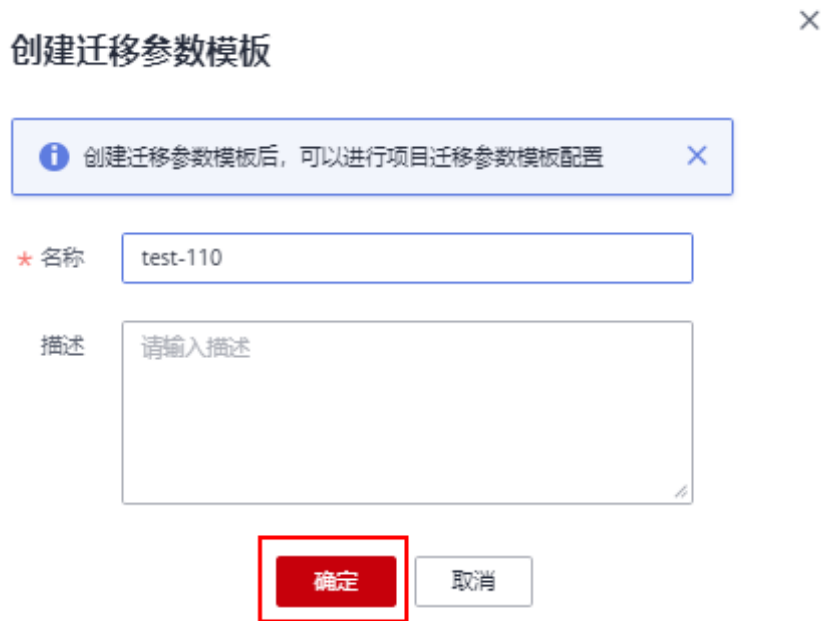 创建迁移参数模板
创建迁移参数模板后，可以进行项目迁移参数模板配置
* 名称 test-110
描述 请输入描述
确定 取消